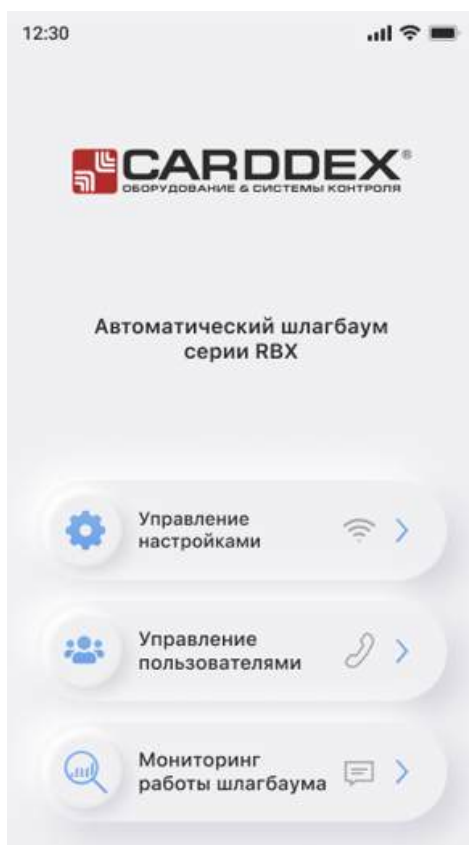 12:30
CARDDEX®
ОБОРУДОВАНИЕ & СИСТЕМЫ КОНТРОЛЯ
Автоматический шлагбаум
серии RBX
Управление
настройками
Управление
пользователями
Мониторинг
работы шлагбаума